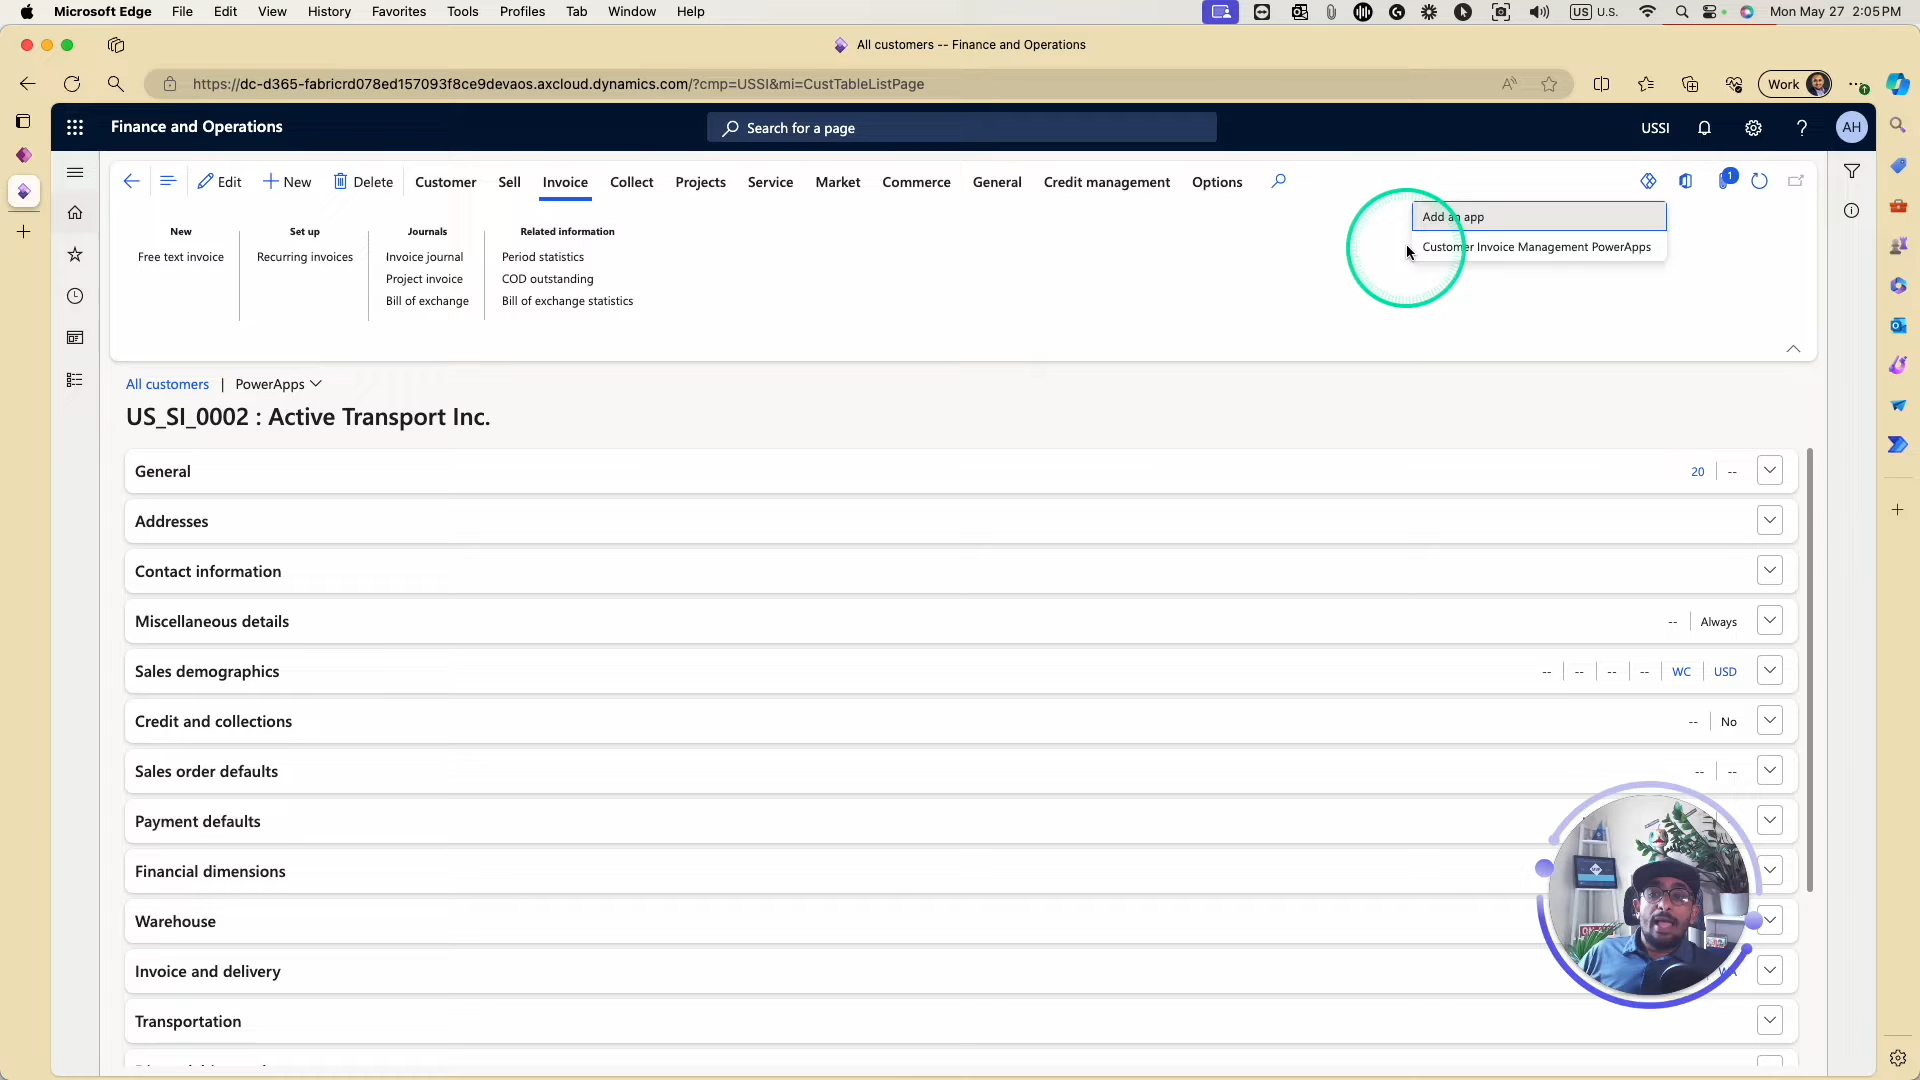 Microsoft Edge File Edit View History Favorites Tools Profiles Tab Window Help US U.S. Mon May 27 2:05 PM
All customers -- Finance and Operations
https://dc-d365-fabricrd078ed157093f8ce9devaos.axcloud.dynamics.com/?cmp=USSI&mi=CustTableListPage Work
Finance and Operations Search for a page USSI ? AH
Edit New Delete Customer Sell Invoice Collect Projects Service Market Commerce General Credit management Options 1
Add an app
New Set up Journals Related information
Customer Invoice Management PowerApps
Free text invoice Recurring invoices Invoice journal Period statistics
Project invoice COD outstanding
Bill of exchange Bill of exchange statistics
All customers | PowerApps
US_SI_0002 : Active Transport Inc.
General 20 --
Addresses
Contact information
Miscellaneous details -- Always
Sales demographics -- -- -- -- WC USD
Credit and collections -- No
Sales order defaults -- --
Payment defaults
Financial dimensions
Warehouse
Invoice and delivery
Transportation